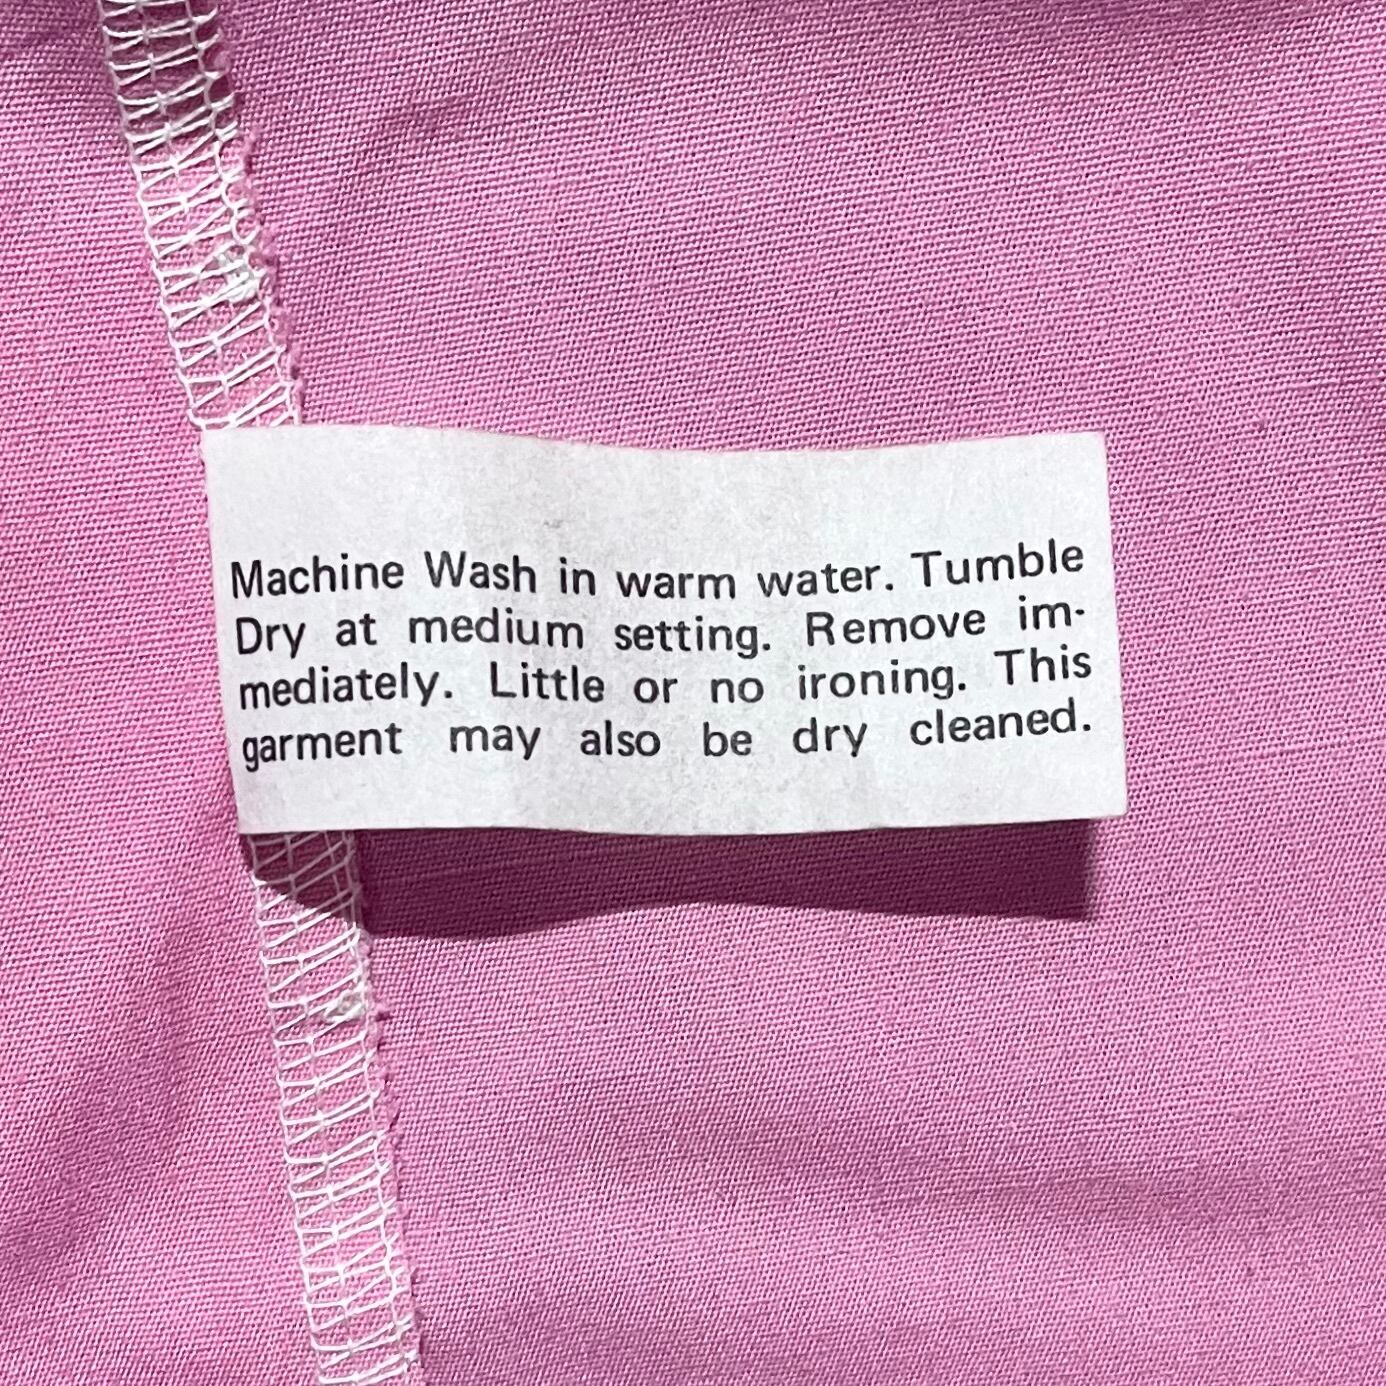 Machine Wash in warm water. Tumble
Dry at medium setting. Remove im-
mediately. Little or no ironing. This
garment may also be dry cleaned.